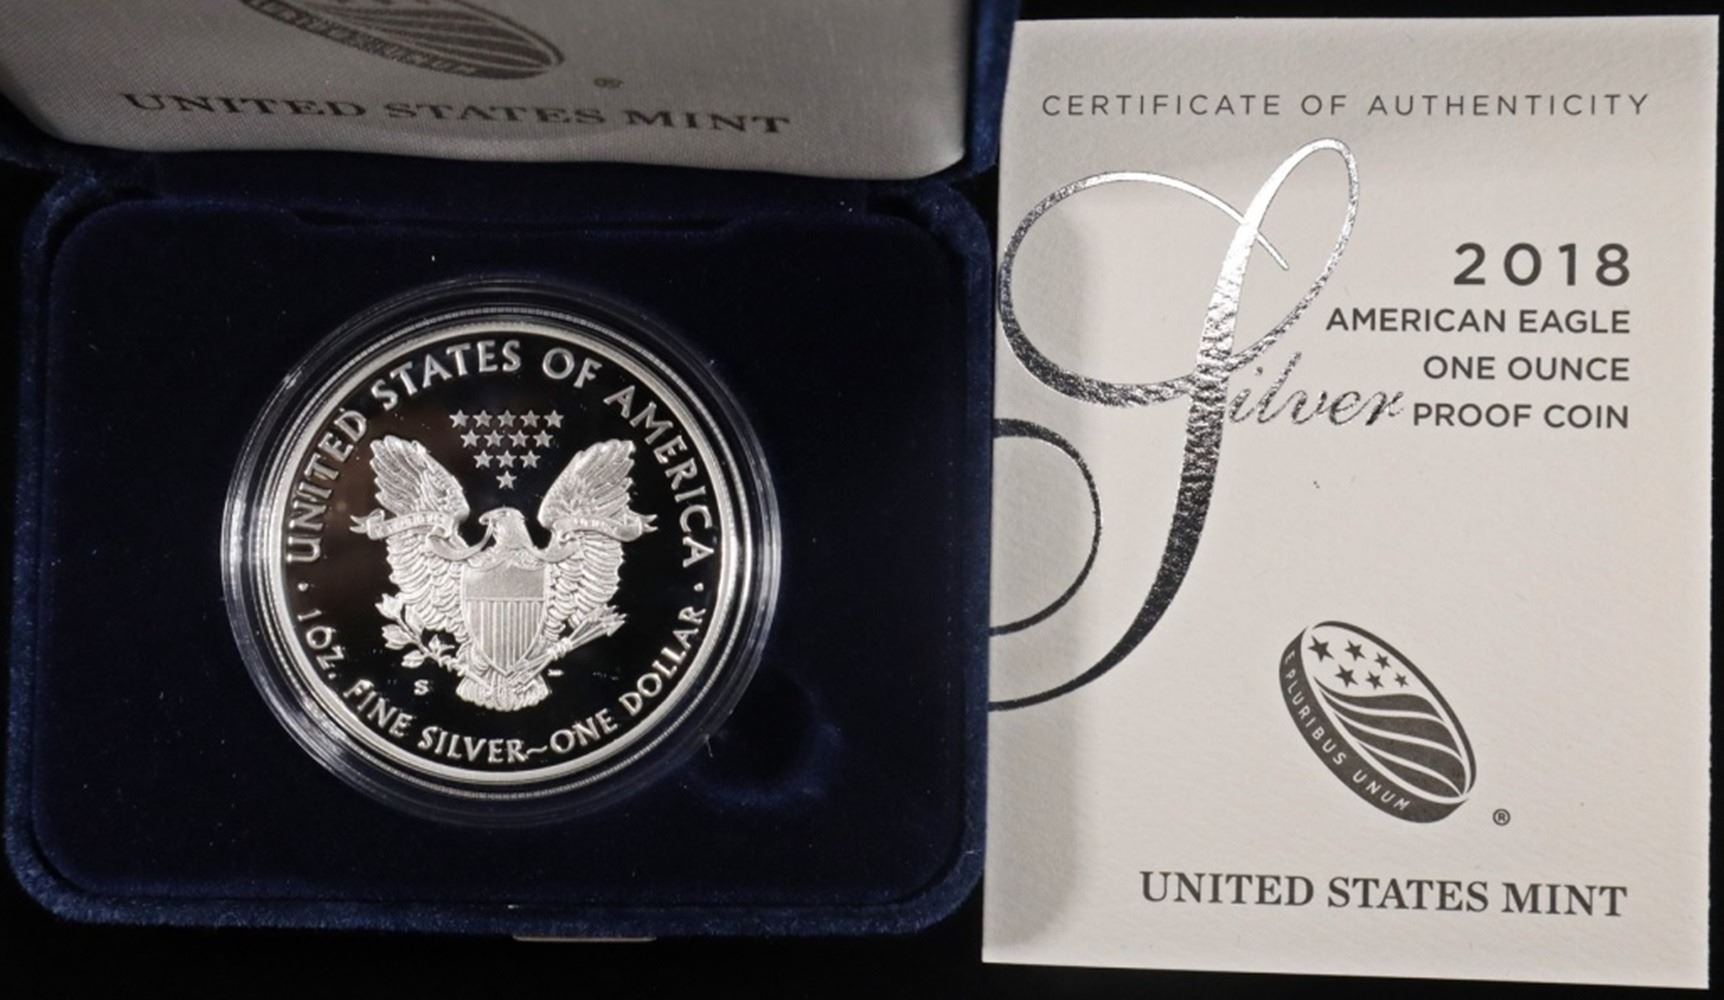 ®
UNITED STATES MINT
UNITED STATES OF AMERICA
S
1 OZ. FINE SILVER~ONE DOLLAR
CERTIFICATE OF AUTHENTICITY
2018
AMERICAN EAGLE
ONE OUNCE
Silver PROOF COIN
E PLURIBUS UNUM
®
UNITED STATES MINT